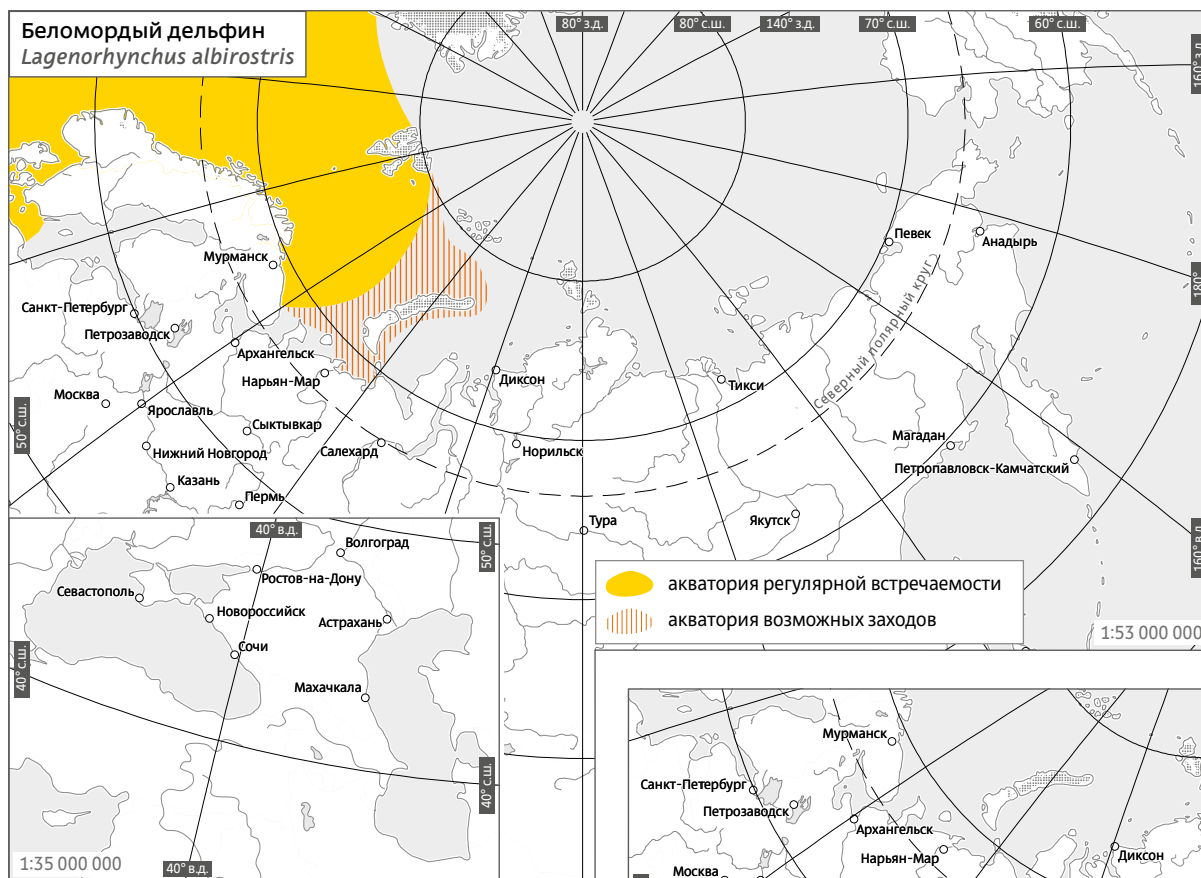 Беломордый дельфин
Lagenorhynchus albirostris
80° з.д.
80° с.ш.
140° з.д.
70° с.ш.
60° с.ш.
160° з.д.
180°
160° в.д.
50° с.ш.
Певек
Анадырь
Северный полярный круг
Мурманск
Санкт-Петербург
Петрозаводск
Архангельск
Нарьян-Мар
Диксон
Тикси
Москва
Ярославль
Сыктывкар
Нижний Новгород
Салехард
Норильск
Магадан
Петропавловск-Камчатский
Казань
Пермь
Тура
Якутск
40° в.д.
50° с.ш.
Волгоград
Ростов-на-Дону
Севастополь
Новороссийск
Астрахань
Сочи
40° с.ш.
Махачкала
40° с.ш.
1:35 000 000
40° в.д.
акватория регулярной встречаемости
акватория возможных заходов
1:53 000 000
Мурманск
Санкт-Петербург
Петрозаводск
Архангельск
Нарьян-Мар
Диксон
Москва